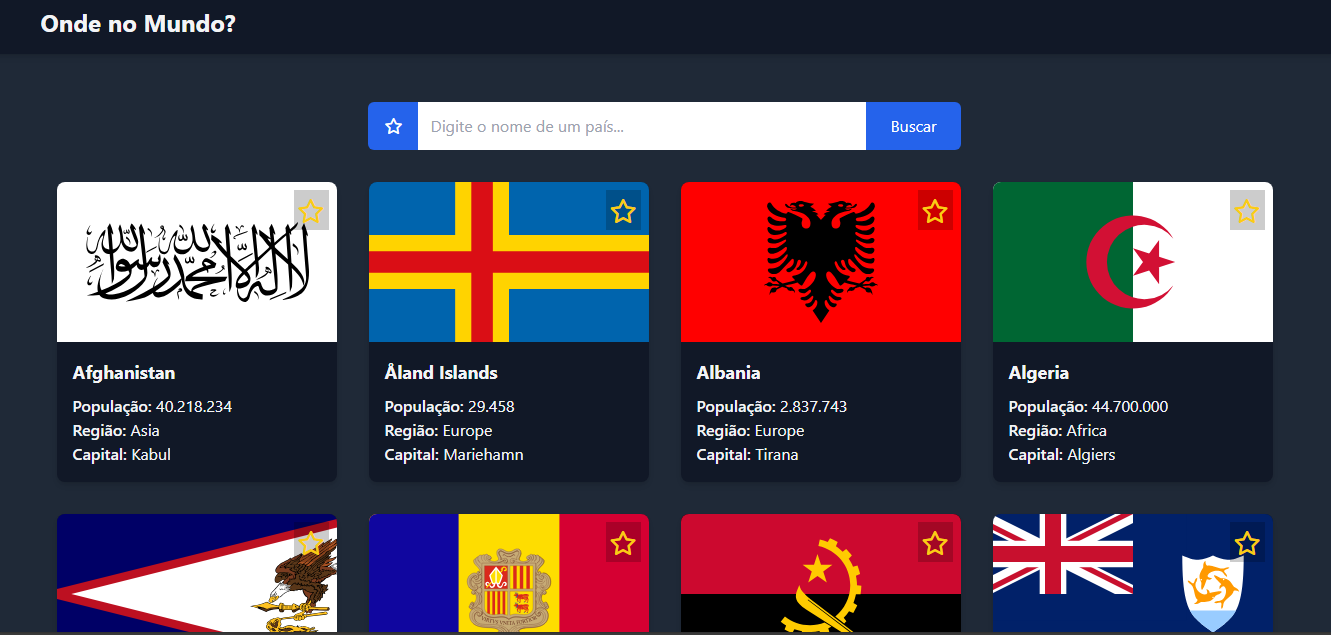 Onde no Mundo?
Digite o nome de um país...
Buscar
لا إله إلا الله محمد رسول الله
Afghanistan
População: 40.218.234
Região: Asia
Capital: Kabul
Åland Islands
População: 29.458
Região: Europe
Capital: Mariehamn
Albania
População: 2.837.743
Região: Europe
Capital: Tirana
Algeria
População: 44.700.000
Região: Africa
Capital: Algiers